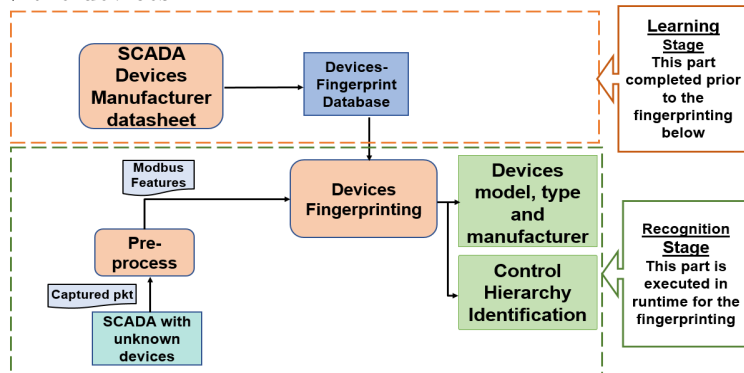 SCADA
Devices
Manufacturer
datasheet
Devices-
Fingerprint
Database
Learning
Stage
This part
completed prior
to the
fingerprinting
below
Modbus
Features
Devices
Fingerprinting
Devices
model, type
and
manufacturer
Pre-
process
Captured pkt
SCADA with
unknown
devices
Control
Hierarchy
Identification
Recognition
Stage
This part is
executed in
runtime for the
fingerprinting